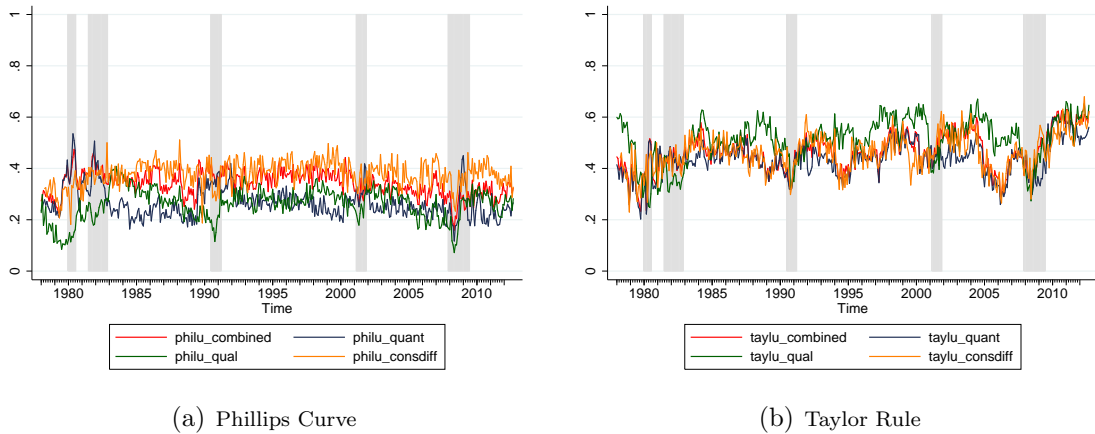 1
.8
.6
.4
.2
0
1980 1985 1990 1995 2000 2005 2010
Time
philu_combined philu_quant
philu_qual philu_consdiff
(a) Phillips Curve
1
.8
.6
.4
.2
0
1980 1985 1990 1995 2000 2005 2010
Time
taylu_combined taylu_quant
taylu_qual taylu_consdiff
(b) Taylor Rule